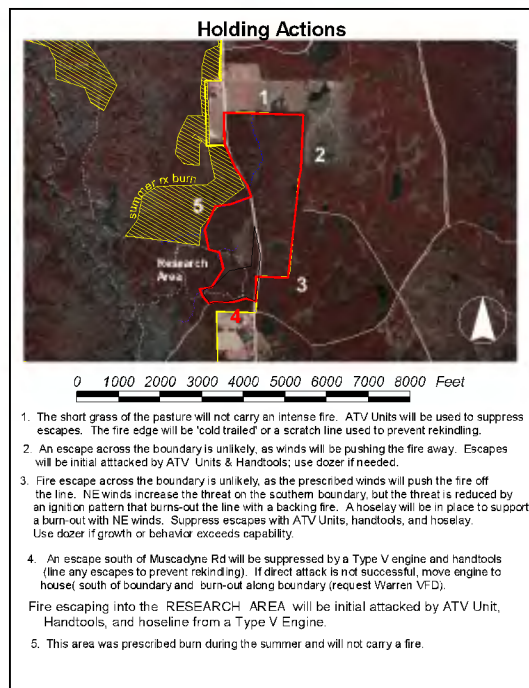 Holding Actions
1
2
summer rx burn
5
Research
Area
3
4
0 1000 2000 3000 4000 5000 6000 7000 8000 Feet
1. The short grass of the pasture will not carry an intense fire. ATV Units will be used to suppress
escapes. The fire edge will be 'cold trailed' or a scratch line used to prevent rekindling.
2. An escape across the boundary is unlikely, as winds will be pushing the fire away. Escapes
will be initial attacked by ATV Units & Handtools; use dozer if needed.
3. Fire escape across the boundary is unlikely, as the prescribed winds will push the fire off
the line. NE winds increase the threat on the southern boundary, but the threat is reduced by
an ignition pattern that burns-out the line with a backing fire. A hoselay will be in place to support
a burn-out with NE winds. Suppress escapes with ATV Units, handtools, and hoselay.
Use dozer if growth or behavior exceeds capability.
4. An escape south of Muscadyne Rd will be suppressed by a Type V engine and handtools
(line any escapes to prevent rekindling). If direct attack is not successful, move engine to
house( south of boundary and burn-out along boundary (request Warren VFD).
Fire escaping into the RESEARCH AREA will be initial attacked by ATV Unit,
Handtools, and hoseline from a Type V Engine.
5. This area was prescribed burn during the summer and will not carry a fire.